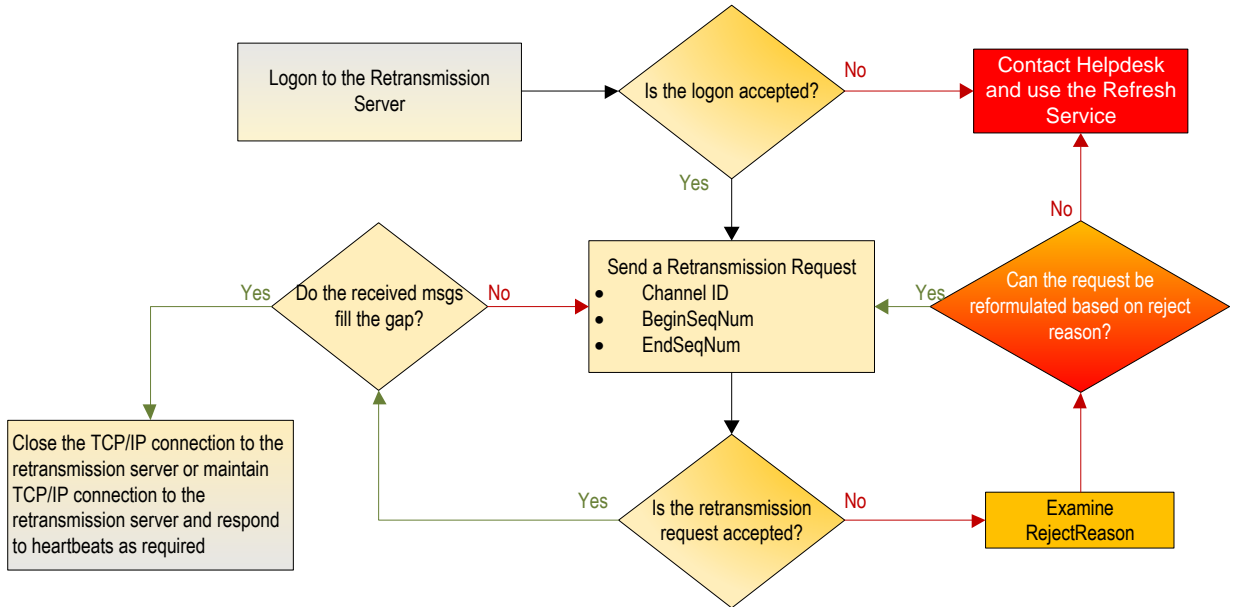 Logon to the Retransmission
Server
Is the logon accepted?
No
Contact Helpdesk
and use the Refresh
Service
Yes
No
Send a Retransmission Request
• Channel ID
• BeginSeqNum
• EndSeqNum
Yes
Do the received msgs
fill the gap?
No
Yes
Can the request be
reformulated based on reject
reason?
Close the TCP/IP connection to the
retransmission server or maintain
TCP/IP connection to the
retransmission server and respond
to heartbeats as required
Yes
Is the retransmission
request accepted?
No
Examine
RejectReason